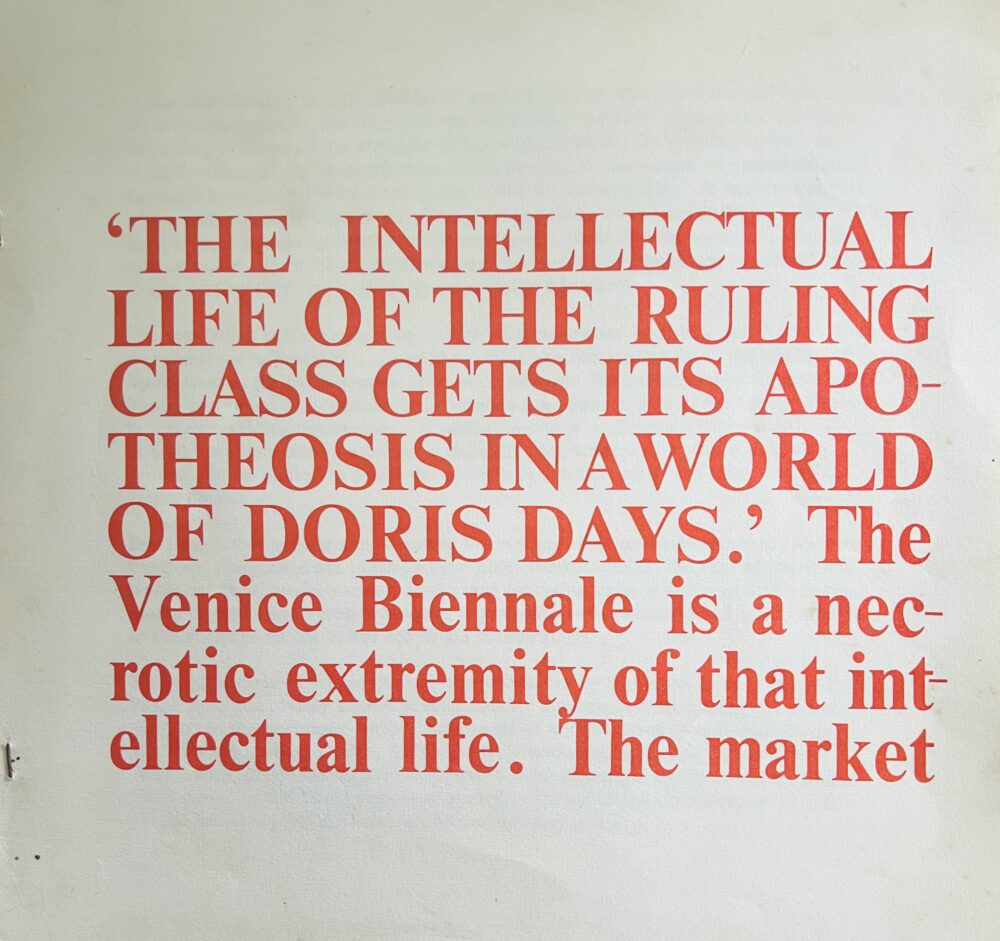 ‘THE INTELLECTUAL
LIFE OF THE RULING
CLASS GETS ITS APO-
THEOSIS IN A WORLD
OF DORIS DAYS.’ The
Venice Biennale is a nec-
rotic extremity of that int-
ellectual life. The market